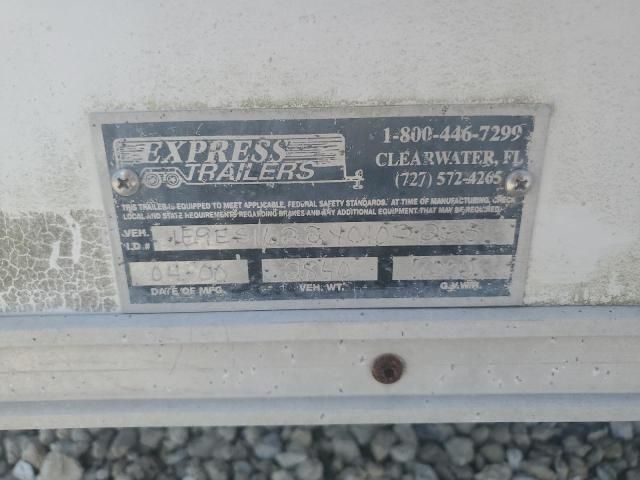 EXPRESS
TRAILERS
1-800-446-7299
CLEARWATER, FL
(727) 572-4265
THIS TRAILER IS EQUIPPED TO MEET APPLICABLE, FEDERAL SAFETY STANDARDS. AT TIME OF MANUFACTURING, CHECK
LOCAL AND STATE REQUIREMENTS REGARDING BRAKES AND ANY ADDITIONAL EQUIPMENT THAT MAY BE REQUIRED.
VEH.
I.D.#
04-00
DATE OF MFG.
VEH. WT.
G.V.W.R.